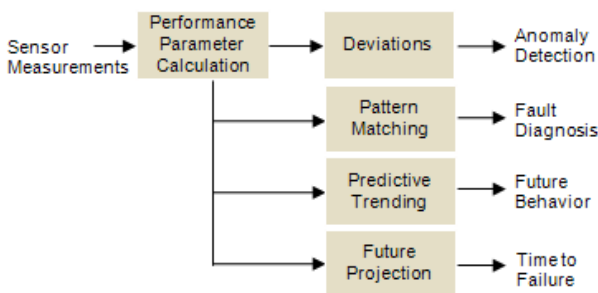 Sensor
Measurements
Performance
Parameter
Calculation
Deviations
Anomaly
Detection
Pattern
Matching
Fault
Diagnosis
Predictive
Trending
Future
Behavior
Future
Projection
Time to
Failure